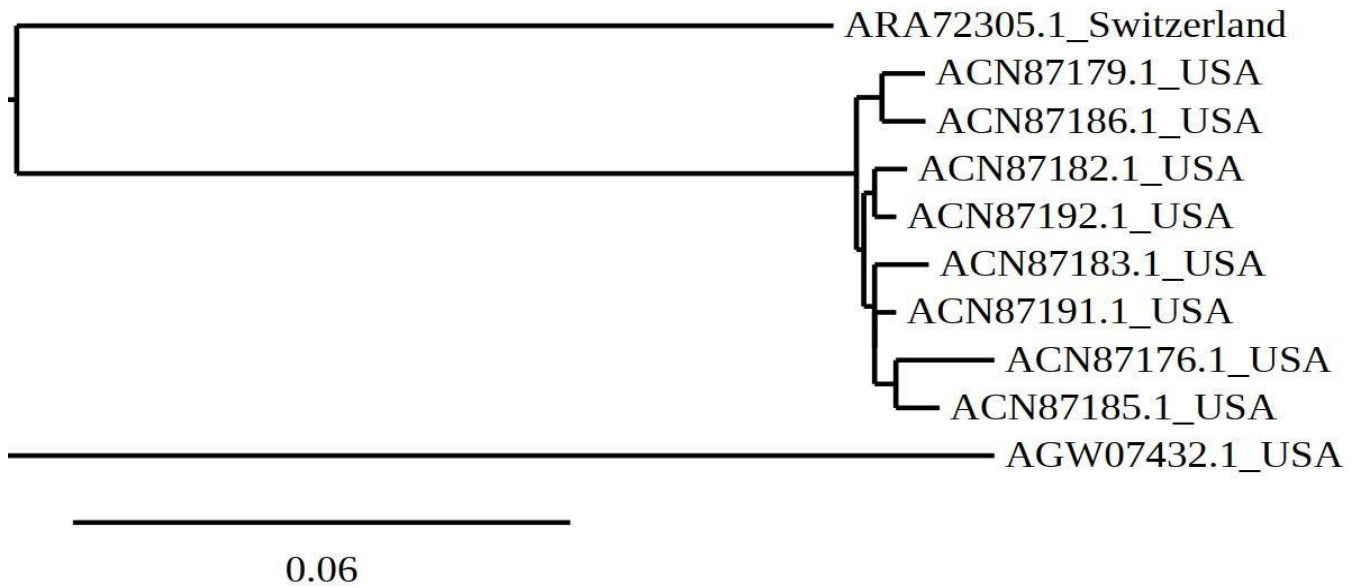 ARA72305.1_Switzerland
ACN87179.1_USA
ACN87186.1_USA
ACN87182.1_USA
ACN87192.1_USA
ACN87183.1_USA
ACN87191.1_USA
ACN87176.1_USA
ACN87185.1_USA
AGW07432.1_USA
0.06